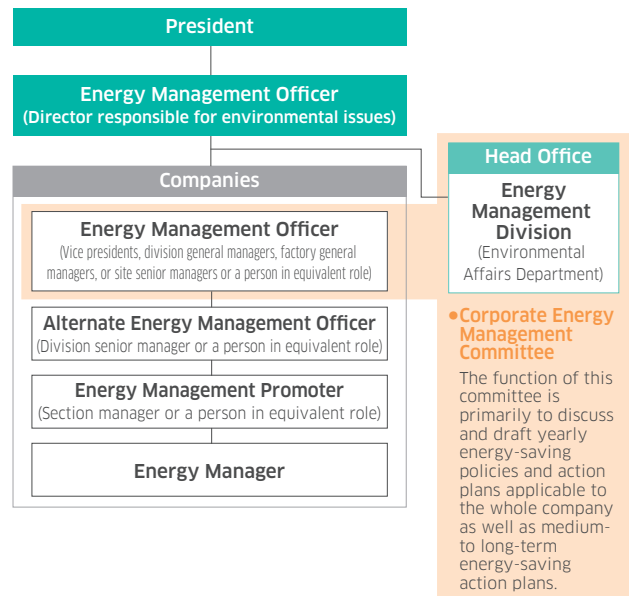 President
Energy Management Officer
(Director responsible for environmental issues)
Companies
Energy Management Officer
(Vice presidents, division general managers, factory general
managers, or site senior managers or a person in equivalent role)
Alternate Energy Management Officer
(Division senior manager or a person in equivalent role)
Energy Management Promoter
(Section manager or a person in equivalent role)
Energy Manager
Head Office
Energy
Management
Division
(Environmental
Affairs Department)
●Corporate Energy
Management
Committee
The function of this
committee is
primarily to discuss
and draft yearly
energy-saving
policies and action
plans applicable to
the whole company
as well as medium-
to long-term
energy-saving
action plans.